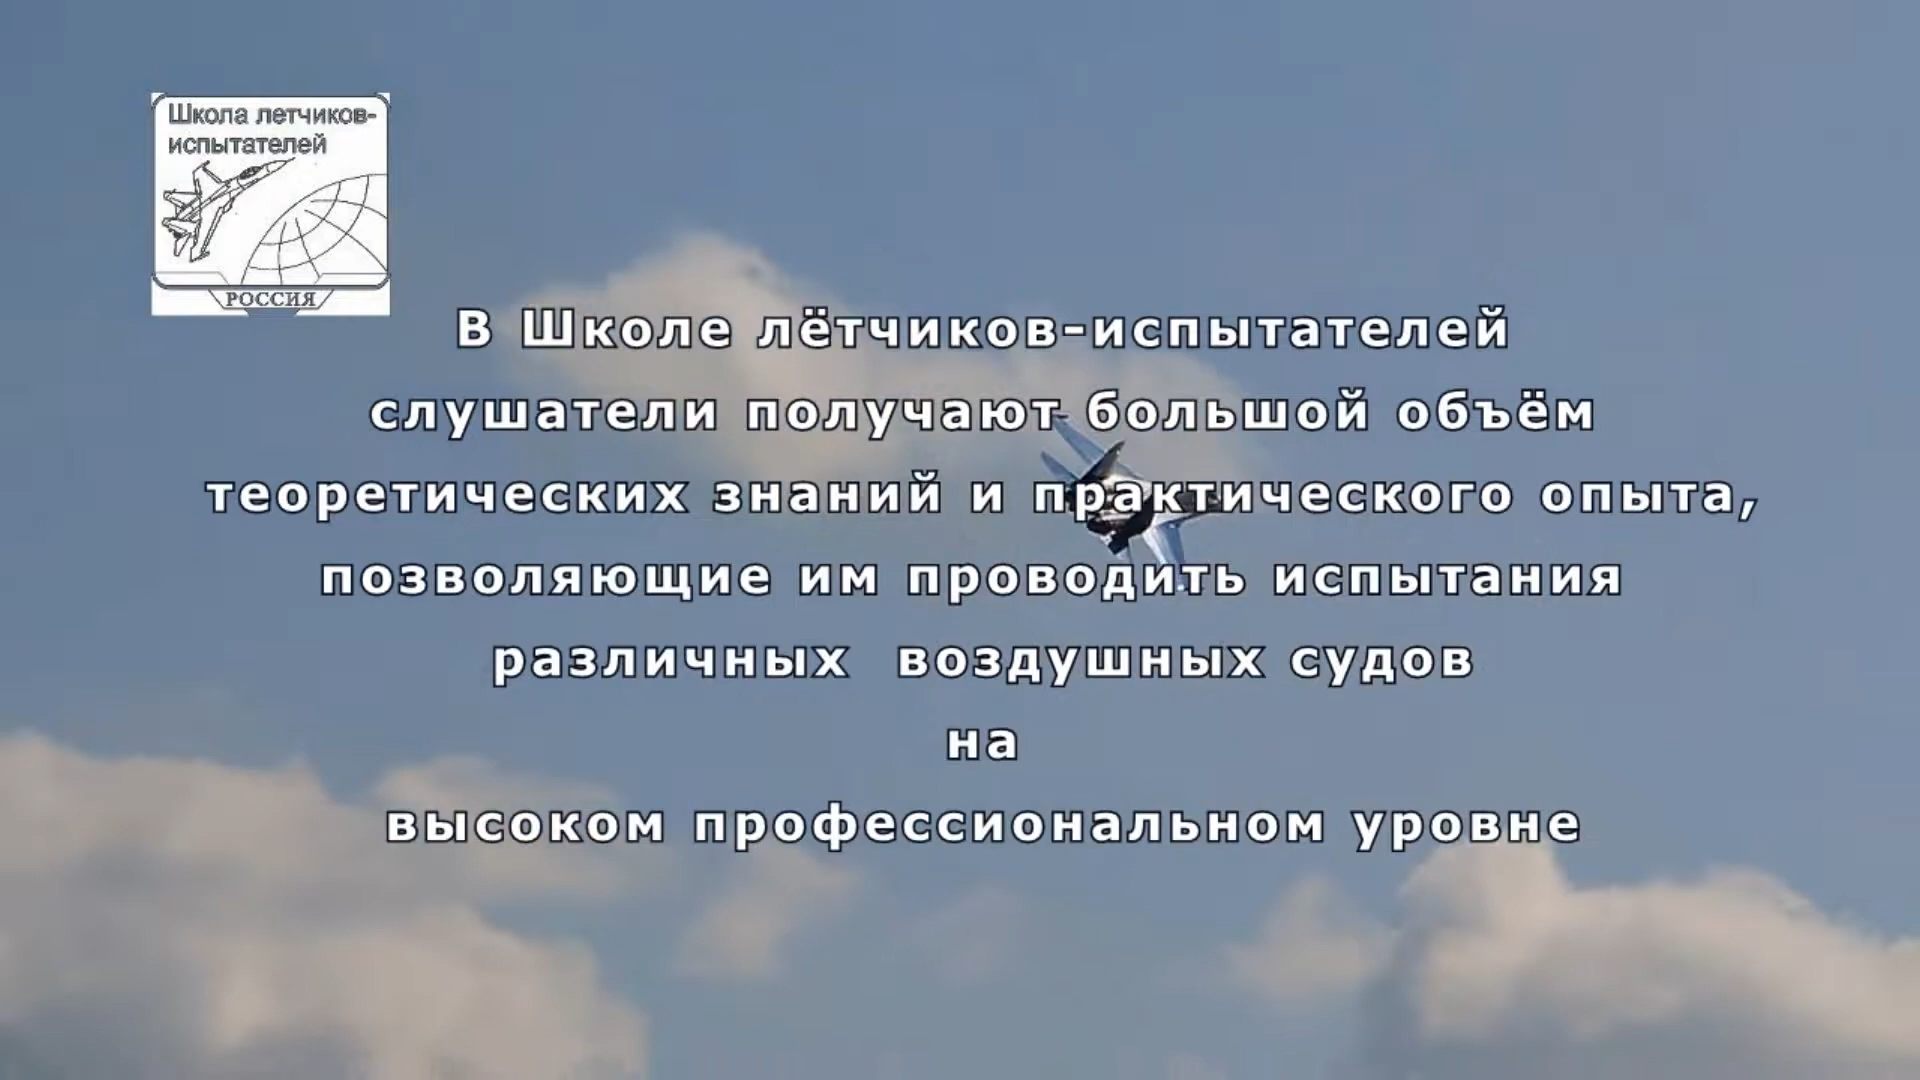 Школа летчиков-
испытателей
РОССИЯ
В Школе лётчиков-испытателей
слушатели получают большой объём
теоретических знаний и практического опыта,
позволяющие им проводить испытания
различных воздушных судов
на
высоком профессиональном уровне